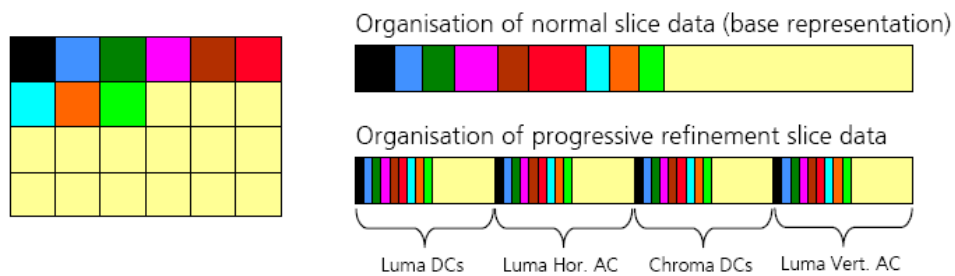 Organisation of normal slice data (base representation)
Organisation of progressive refinement slice data
Luma DCs Luma Hor. AC Chroma DCs Luma Vert. AC